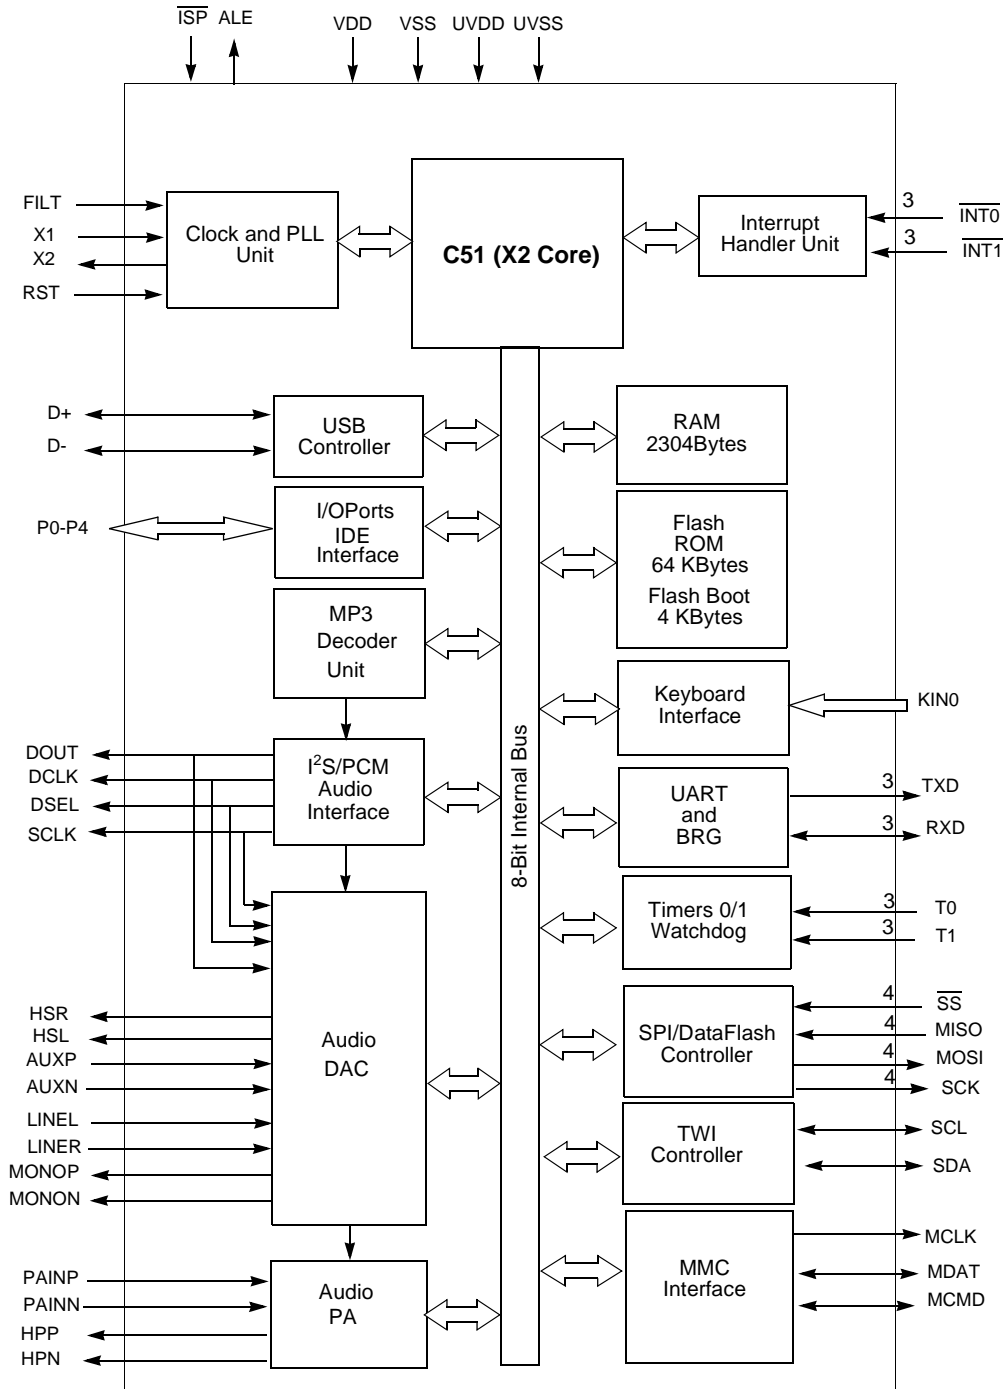 ISP ALE VDD VSS UVDD UVSS
FILT
X1
X2
RST
Clock and PLL
Unit
C51 (X2 Core)
Interrupt
Handler Unit
3
INT0
3
INT1
D+
D-
USB
Controller
RAM
2304Bytes
P0-P4
I/OPorts
IDE
Interface
Flash
ROM
64 KBytes
Flash Boot
4 KBytes
MP3
Decoder
Unit
8-Bit Internal Bus
Keyboard
Interface
KIN0
DOUT
DCLK
DSEL
SCLK
I2S/PCM
Audio
Interface
UART
and
BRG
3
TXD
3
RXD
Timers 0/1
Watchdog
3
T0
3
T1
HSR
HSL
AUXP
AUXN
LINEL
LINER
MONOP
MONON
Audio
DAC
SPI/DataFlash
Controller
4
SS
4
MISO
4
MOSI
4
SCK
TWI
Controller
SCL
SDA
PAINP
PAINN
HPP
HPN
Audio
PA
MMC
Interface
MCLK
MDAT
MCMD